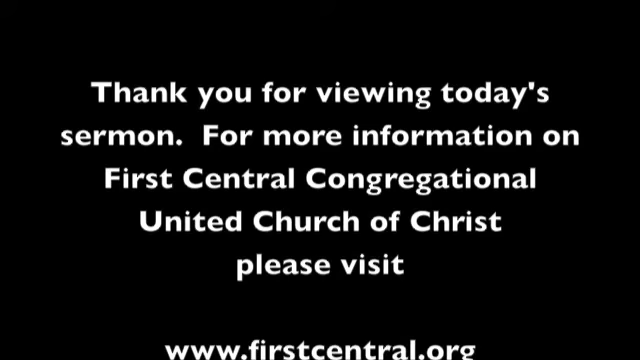 Thank you for viewing today's
sermon.  For more information on
First Central Congregational
United Church of Christ
please visit
www.firstcentral.org